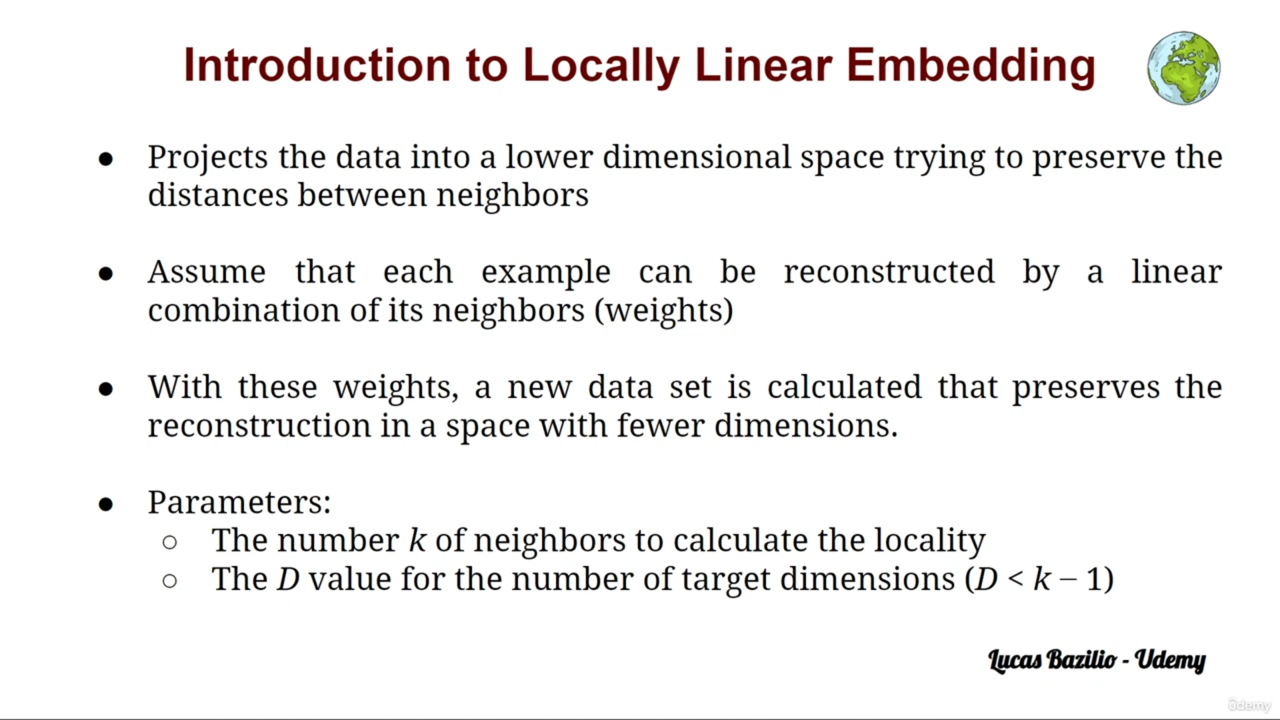 Introduction to Locally Linear Embedding
● Projects the data into a lower dimensional space trying to preserve the
distances between neighbors
● Assume that each example can be reconstructed by a linear
combination of its neighbors (weights)
● With these weights, a new data set is calculated that preserves the
reconstruction in a space with fewer dimensions.
● Parameters:
○ The number k of neighbors to calculate the locality
○ The D value for the number of target dimensions (D < k − 1)
Lucas Bazilio - Udemy
ûdemy